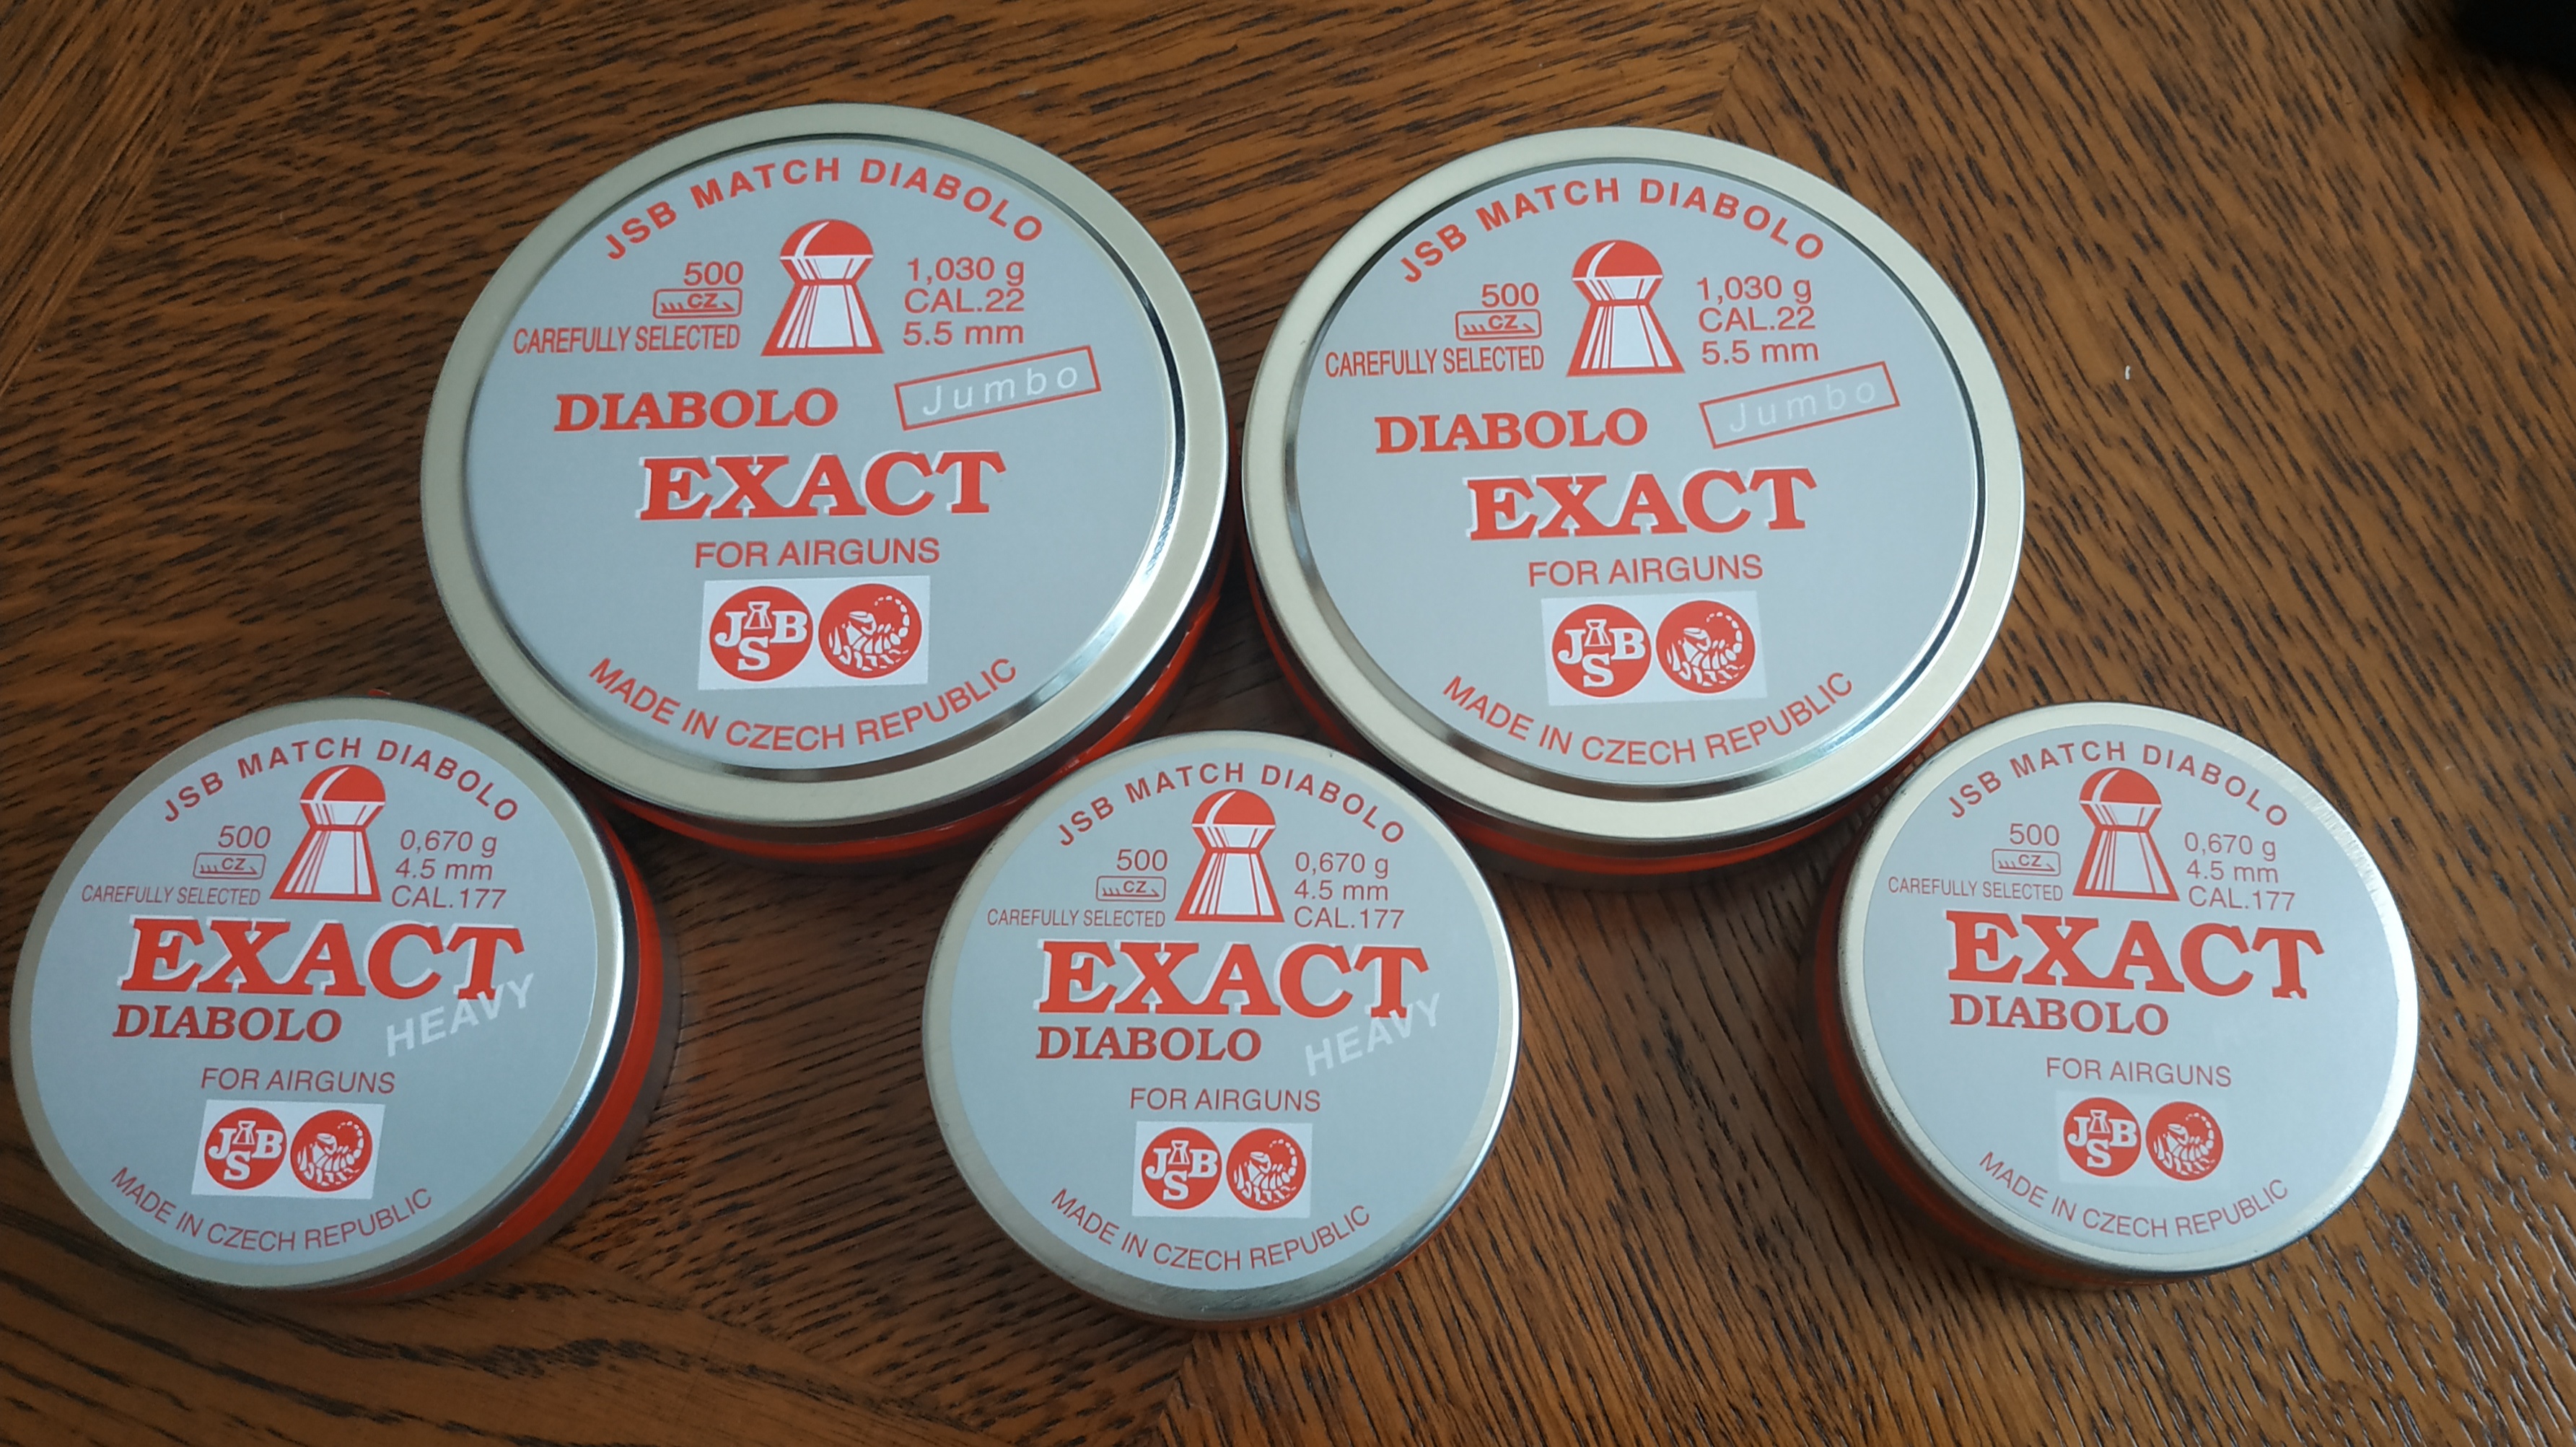 JSB MATCH DIABOLO
500
CZ
CAREFULLY SELECTED
1,030 g
CAL.22
5.5 mm
DIABOLO
Jumbo
EXACT
FOR AIRGUNS
JSB
MADE IN CZECH REPUBLIC
JSB MATCH DIABOLO
500
CZ
CAREFULLY SELECTED
1,030 g
CAL.22
5.5 mm
DIABOLO
Jumbo
EXACT
FOR AIRGUNS
JSB
MADE IN CZECH REPUBLIC
JSB MATCH DIABOLO
500
CZ
CAREFULLY SELECTED
0,670 g
4.5 mm
CAL.177
EXACT
DIABOLO
HEAVY
FOR AIRGUNS
JSB
MADE IN CZECH REPUBLIC
JSB MATCH DIABOLO
500
CZ
CAREFULLY SELECTED
0,670 g
4.5 mm
CAL.177
EXACT
DIABOLO
HEAVY
FOR AIRGUNS
JSB
MADE IN CZECH REPUBLIC
JSB MATCH DIABOLO
500
CZ
CAREFULLY SELECTED
0,670 g
4.5 mm
CAL.177
EXACT
DIABOLO
FOR AIRGUNS
JSB
MADE IN CZECH REPUBLIC